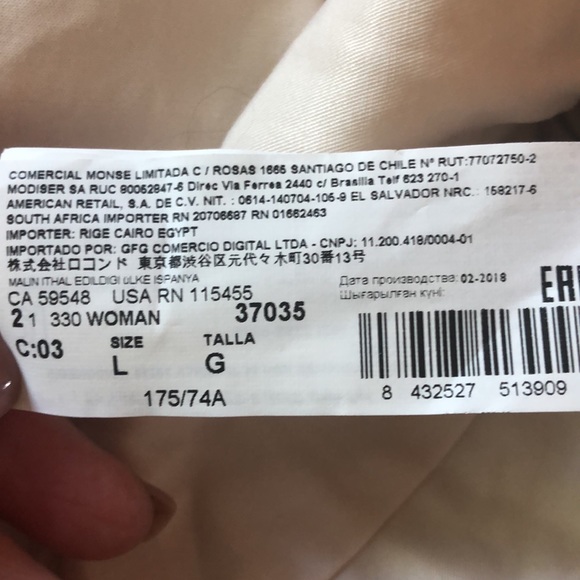 COMERCIAL MONSE LIMITADA C / ROSAS 1665 SANTIAGO DE CHILE Nº RUT:77072750-2
MODISER SA RUC 80052847-6 Direc Via Ferrea 2440 c/ Brasilia Telf 623 270-1
AMERICAN RETAIL, S.A. DE C.V. NIT. : 0614-140704-105-9 EL SALVADOR NRC.: 158217-6
SOUTH AFRICA IMPORTER RN 20706687 RN 01662463
IMPORTER: RIGE CAIRO EGYPT
IMPORTADO POR: GFG COMERCIO DIGITAL LTDA - CNPJ: 11.200.418/0004-01
株式会社ロコンド 東京都渋谷区元代々木町30番13号
MALIN ITHAL EDILDIGI ULKE ISPANYA
CA 59548 USA RN 115455
Дата производства: 02-2018
Шығарылған күні:
EAC
2 1 330 WOMAN 37035
C:03 SIZE TALLA
L G
175/74A
8 432527 513909